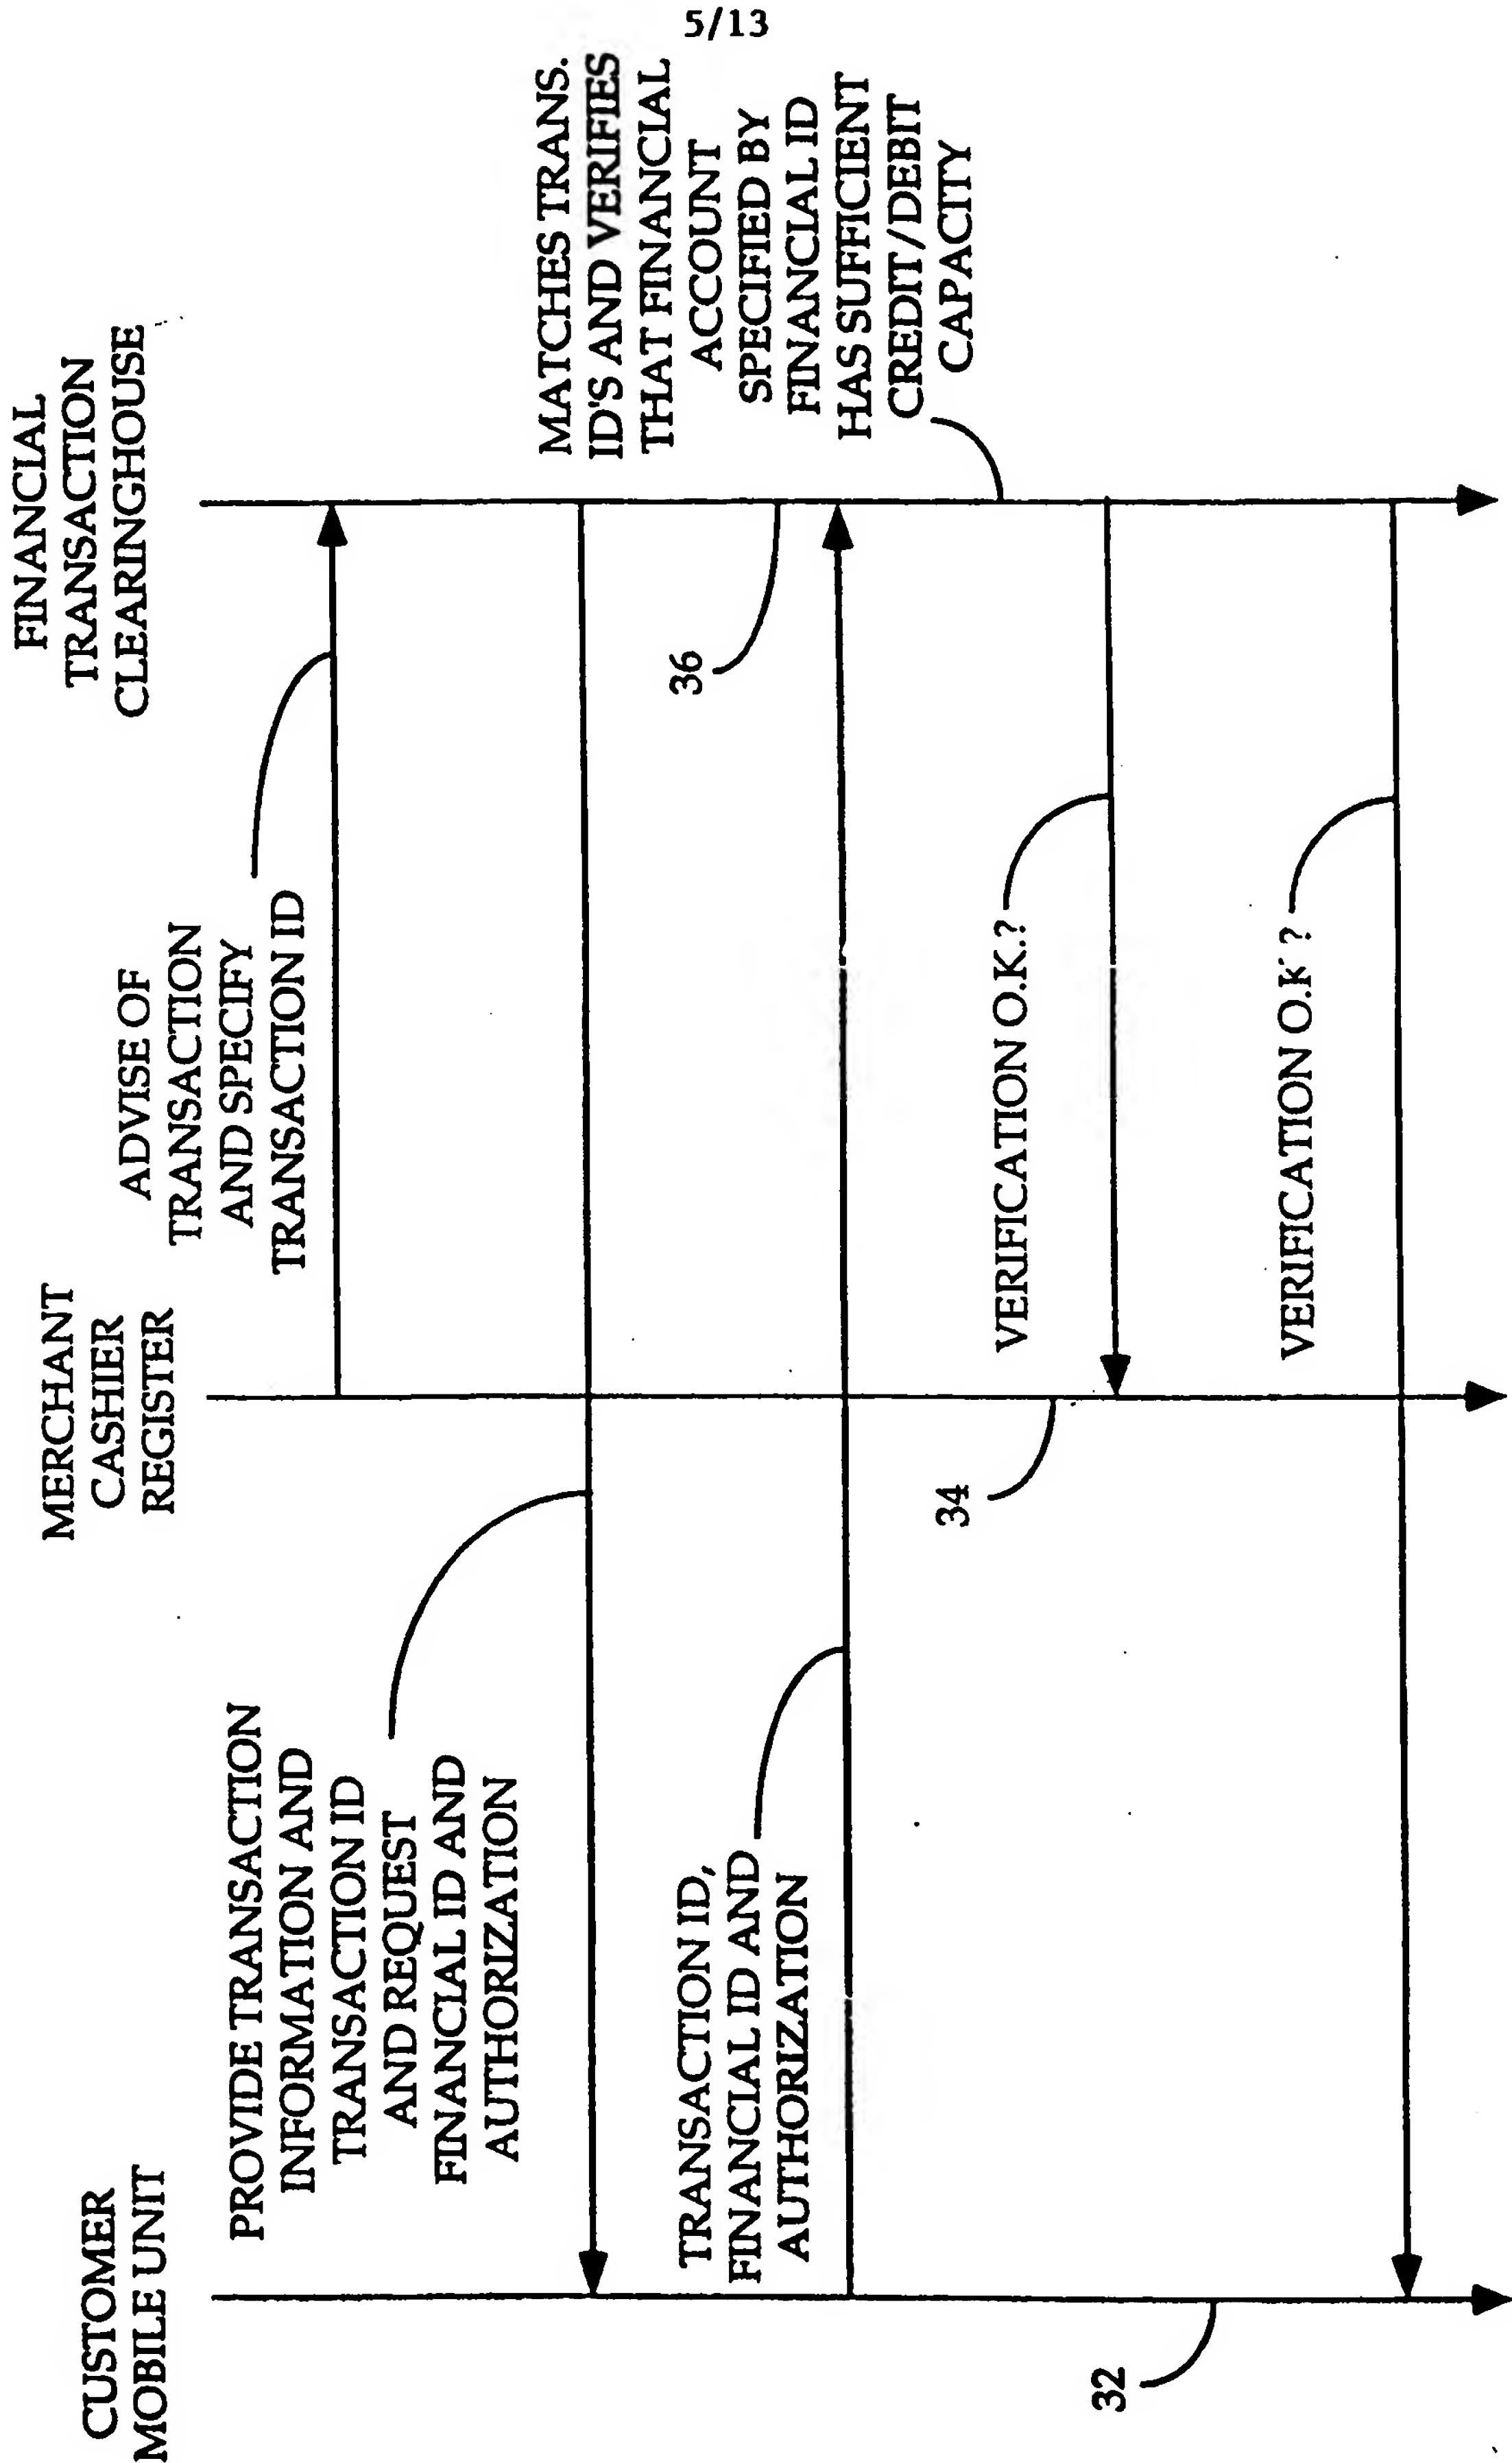 5/13
CUSTOMER
MOBILE UNIT
MERCHANT
CASHIER
REGISTER
FINANCIAL
TRANSACTION
CLEARINGHOUSE
ADVISE OF
TRANSACTION
AND SPECIFY
TRANSACTION ID
PROVIDE TRANSACTION
INFORMATION AND
TRANSACTION ID
AND REQUEST
FINANCIAL ID AND
AUTHORIZATION
36
TRANSACTION ID,
FINANCIAL ID AND
AUTHORIZATION
MATCHES TRANS.
ID'S AND VERIFIES
THAT FINANCIAL
ACCOUNT
SPECIFIED BY
FINANCIAL ID
HAS SUFFICIENT
CREDIT/DEBIT
CAPACITY
34
VERIFICATION O.K.?
32
VERIFICATION O.K ?